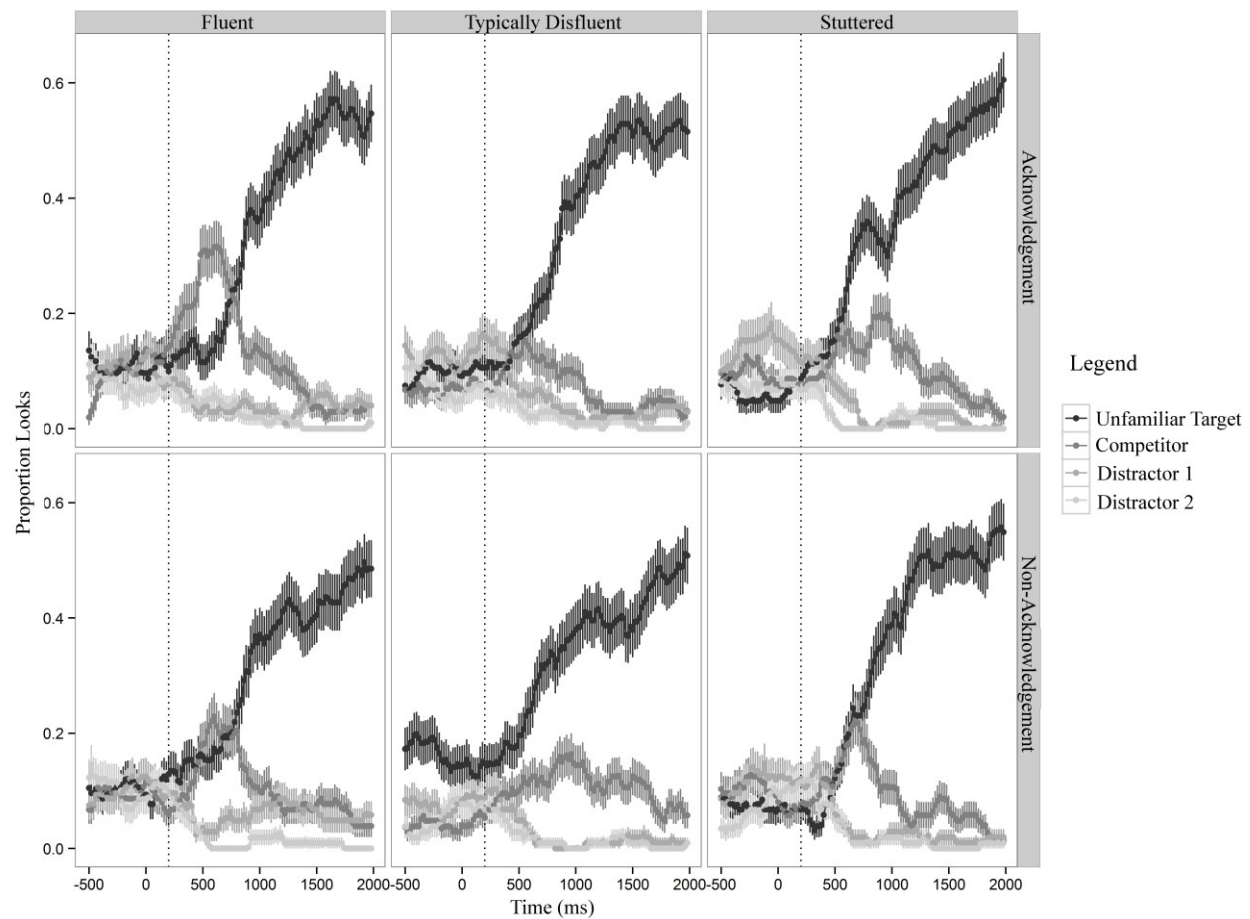 Fluent
Typically Disfluent
Stuttered
0.6
0.4
0.2
0.0
Acknowledgement
0.6
0.4
0.2
0.0
Non-Acknowledgement
Proportion Looks
-500 0 500 1000 1500 2000
-500 0 500 1000 1500 2000
-500 0 500 1000 1500 2000
Time (ms)
Legend
Unfamiliar Target
Competitor
Distractor 1
Distractor 2